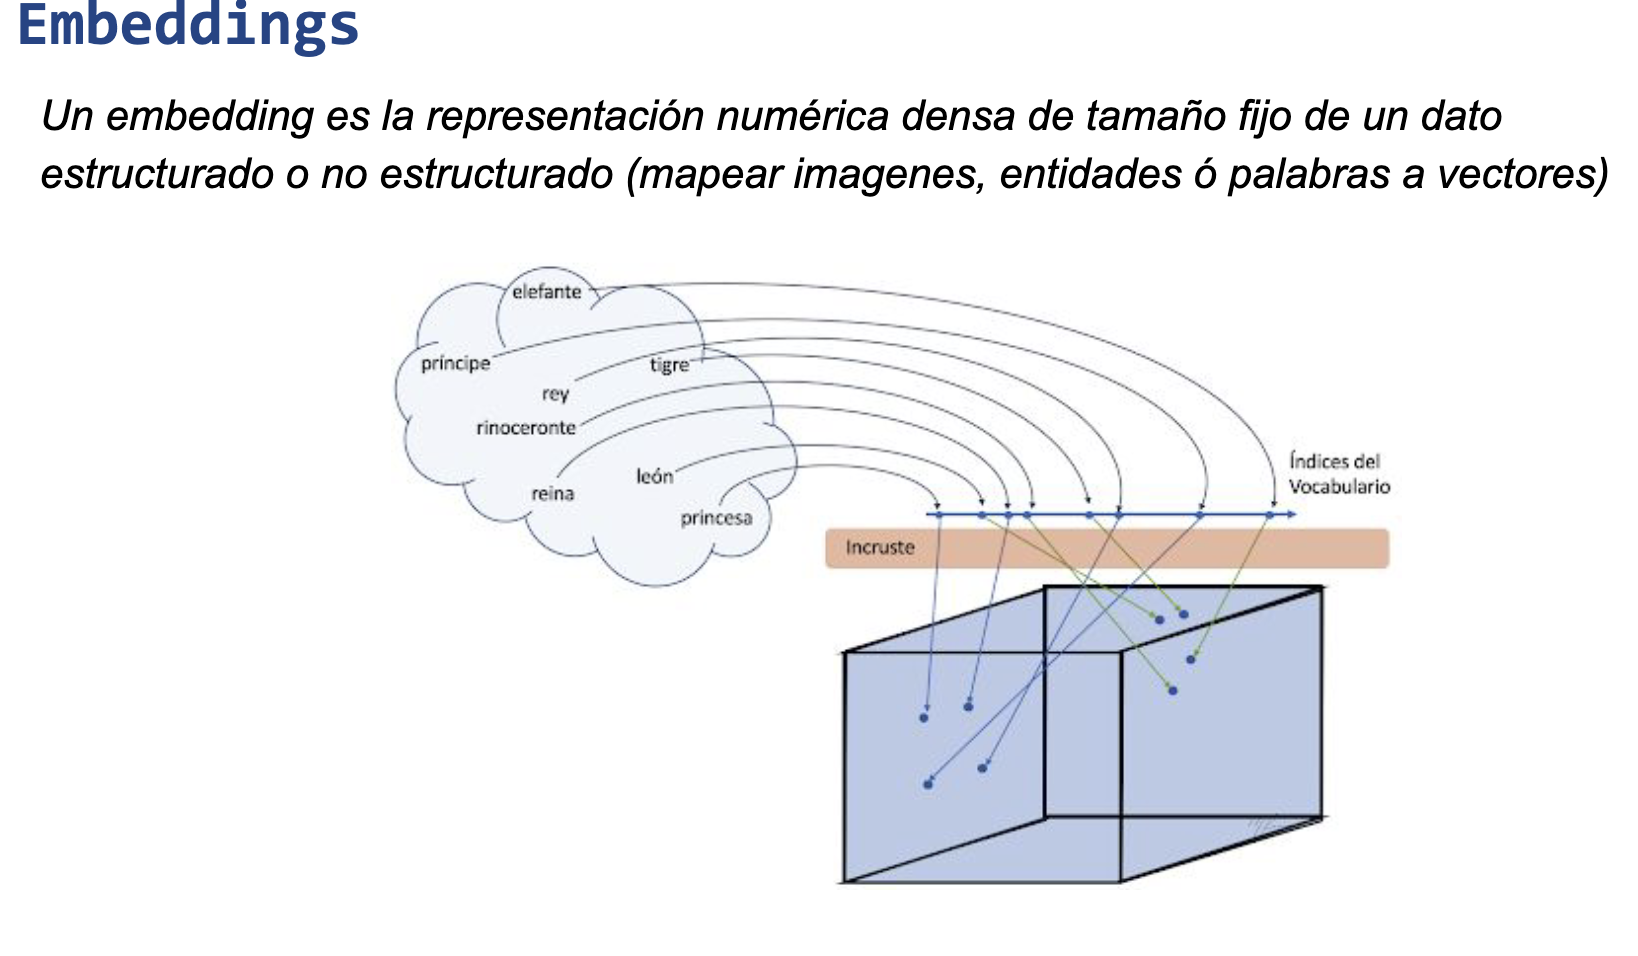 Embeddings
Un embedding es la representación numérica densa de tamaño fijo de un dato
estructurado o no estructurado (mapear imagenes, entidades ó palabras a vectores)
elefante
príncipe
tigre
rey
rinoceronte
león
reina
princesa
Índices del
Vocabulario
Incruste